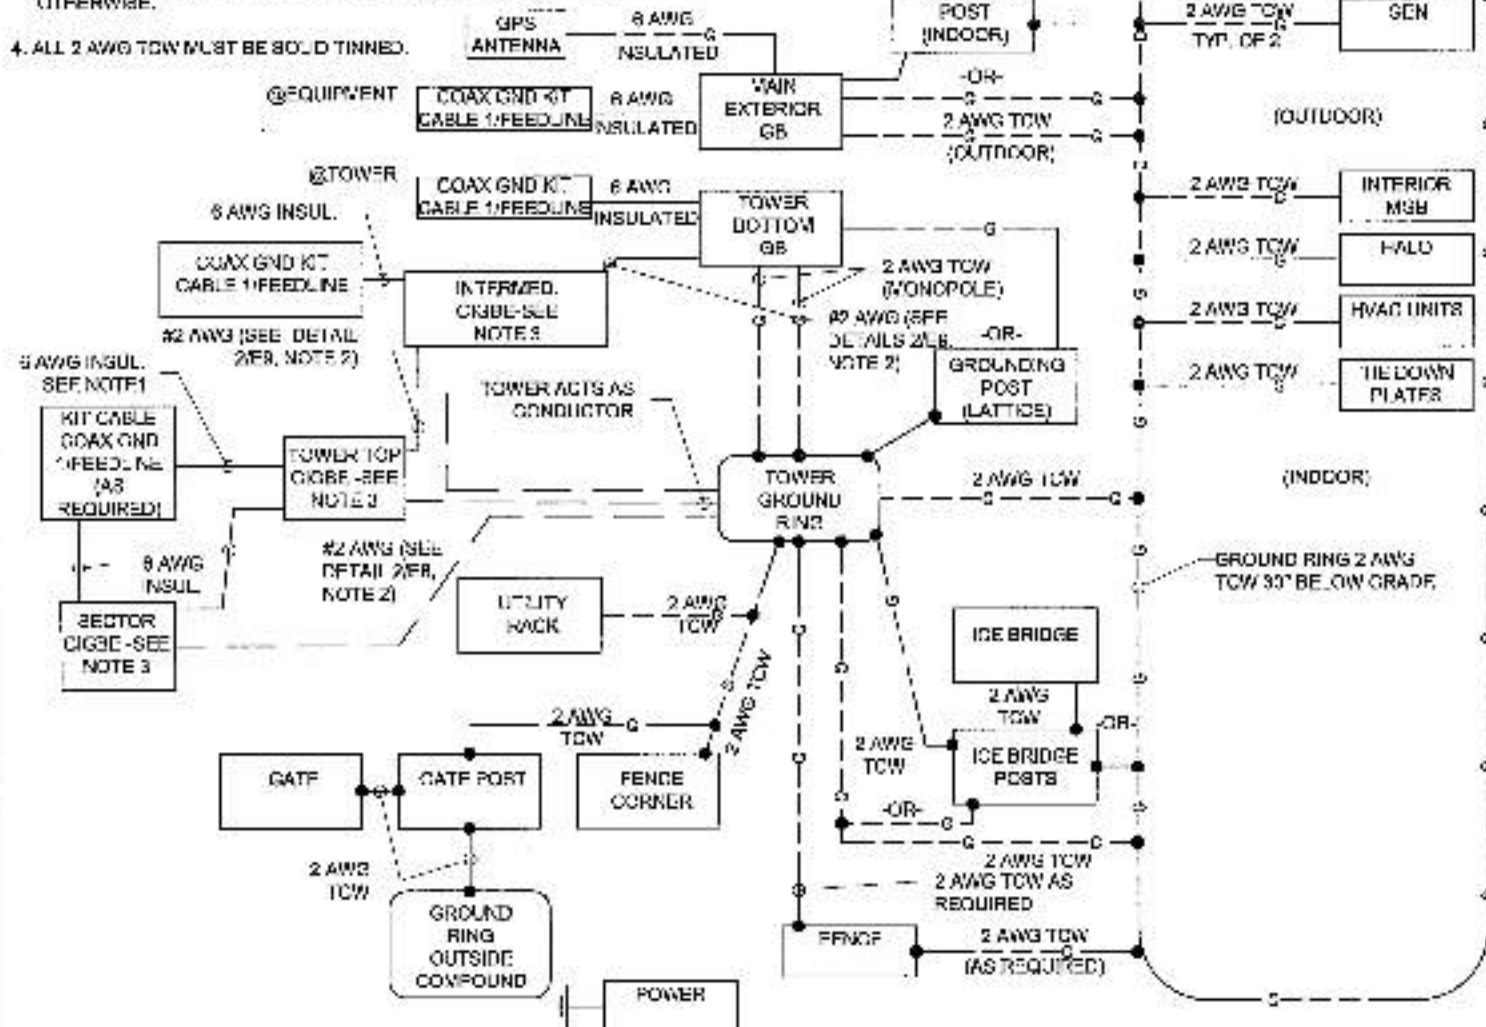 OTHERWISE.
4. ALL 2 AWG TCW MUST BE SOLID TINNED.
GPS
ANTENNA
6 AWG
INSULATED
POST
(INDOOR)
2 AWG TCW
TYP. OF 2
GEN
@EQUIPMENT
COAX GND KIT
CABLE 1/FEEDLINE
6 AWG
INSULATED
MAIN
EXTERIOR
GB
-OR-
2 AWG TCW
(OUTDOOR)
(OUTDOOR)
@TOWER
COAX GND KIT
CABLE 1/FEEDLINE
6 AWG
INSULATED
TOWER
BOTTOM
GB
2 AWG TCW
INTERIOR
MGB
6 AWG INSUL.
COAX GND KIT
CABLE 1/FEEDLINE
INTERMED.
CIGBE-SEE
NOTE 3
2 AWG TCW
(MONOPOLE)
2 AWG TCW
HALO
#2 AWG (SEE DETAIL
2/E9, NOTE 2)
#2 AWG (SEE
DETAILS 2/E9,
NOTE 2)
-OR-
2 AWG TCW
HVAC UNITS
6 AWG INSUL.
SEE NOTE1
TOWER ACTS AS
CONDUCTOR
GROUNDING
POST
(LATTICE)
2 AWG TCW
TIE DOWN
PLATES
KIT CABLE
COAX GND
1/FEEDLINE
(AS
REQUIRED)
TOWER TOP
CIGBE -SEE
NOTE 3
TOWER
GROUND
RING
2 AWG TCW
(INDOOR)
6 AWG
INSUL
#2 AWG (SEE
DETAIL 2/E8,
NOTE 2)
GROUND RING 2 AWG
TCW 30" BELOW GRADE
SECTOR
CIGBE -SEE
NOTE 3
UTILITY
RACK
2 AWG
TCW
ICE BRIDGE
2 AWG TCW
2 AWG
TCW
2 AWG
TCW
-OR-
2 AWG
TCW
ICE BRIDGE
POSTS
GATE
GATE POST
FENCE
CORNER
-OR-
2 AWG
TCW
2 AWG TCW
2 AWG TCW AS
REQUIRED
GROUND
RING
OUTSIDE
COMPOUND
FENCE
2 AWG TCW
(AS REQUIRED)
POWER